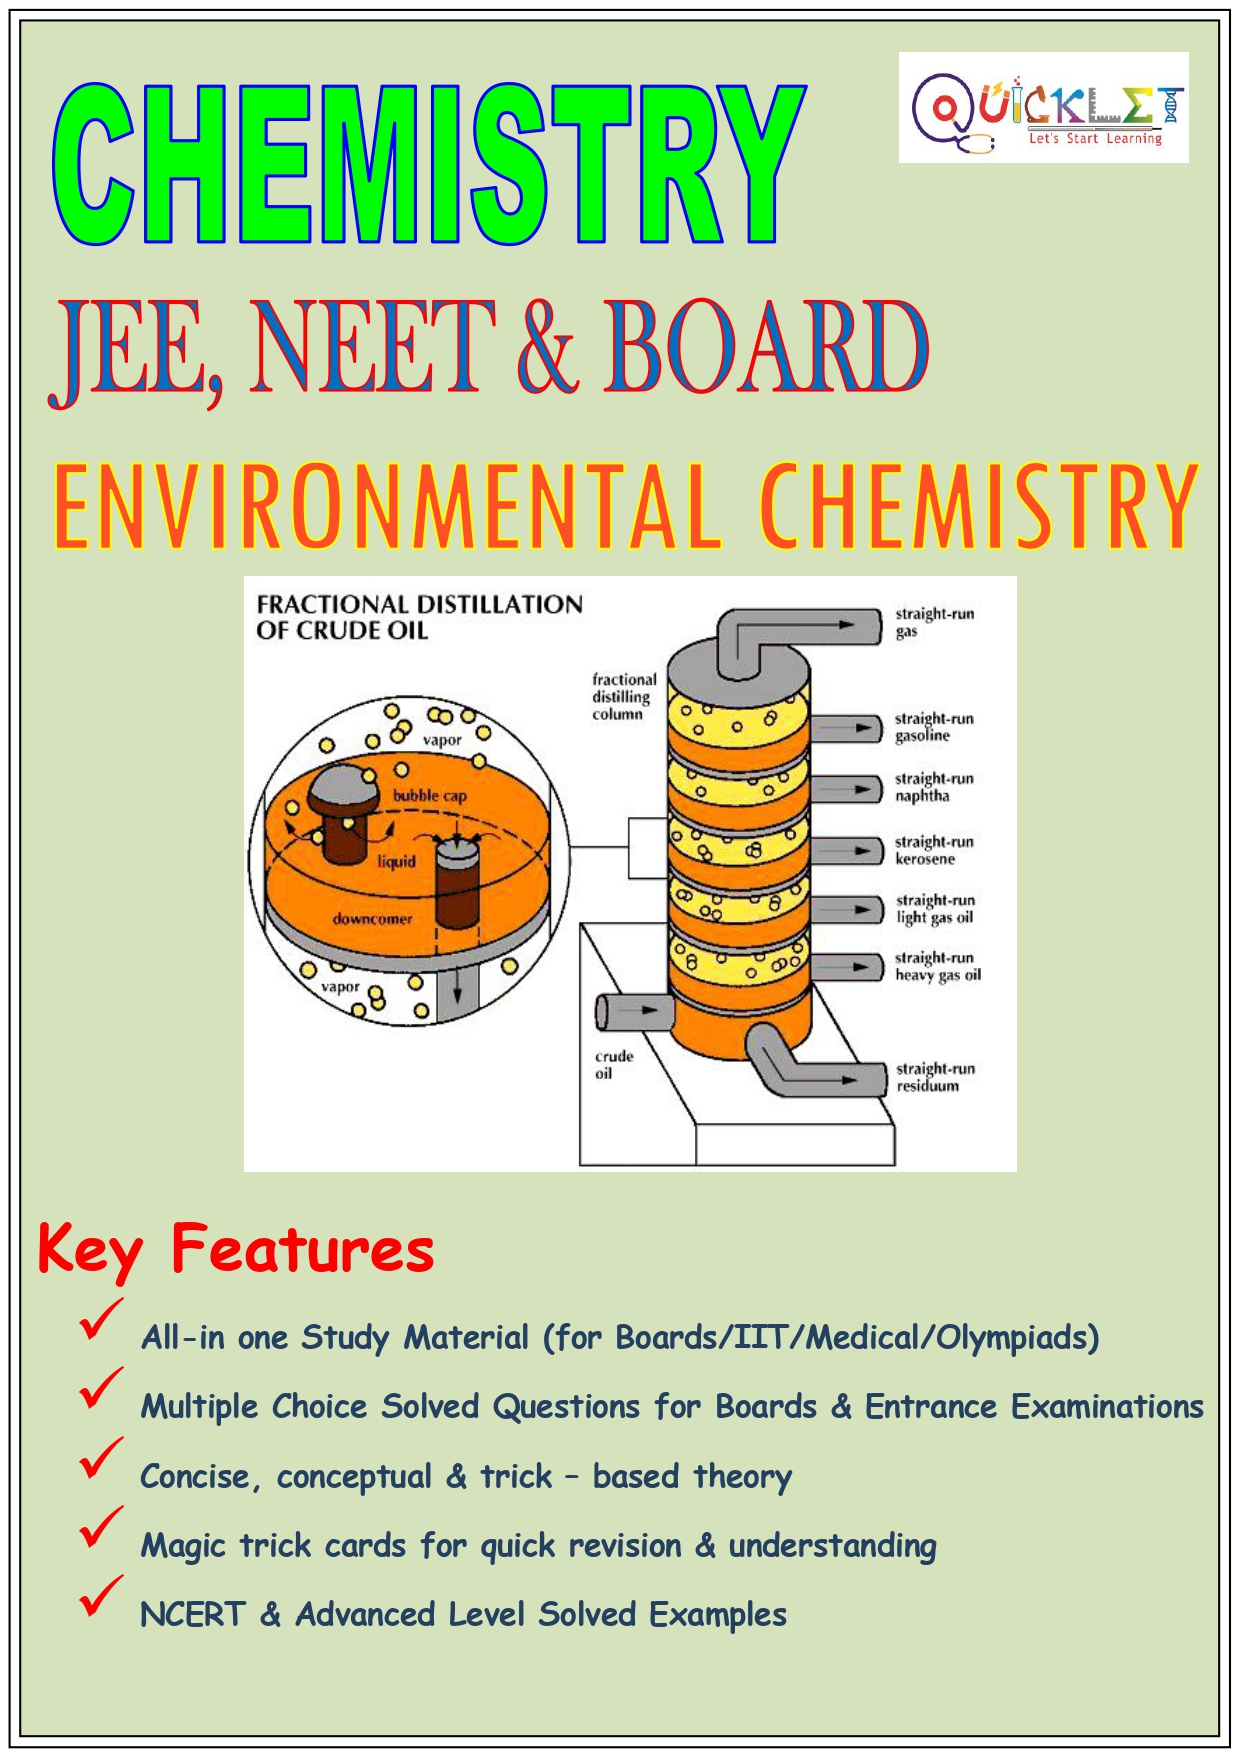 CHEMISTRY
QUICKLET
Let's Start Learning
JEE, NEET & BOARD
ENVIRONMENTAL CHEMISTRY
FRACTIONAL DISTILLATION
OF CRUDE OIL
straight-run
gas
fractional
distilling
column
straight-run
gasoline
vapor
straight-run
naphtha
bubble cap
straight-run
kerosene
liquid
straight-run
light gas oil
downcomer
straight-run
heavy gas oil
vapor
crude
oil
straight-run
residuum
Key Features
✓ All-in one Study Material (for Boards/IIT/Medical/Olympiads)
✓ Multiple Choice Solved Questions for Boards & Entrance Examinations
✓ Concise, conceptual & trick – based theory
✓ Magic trick cards for quick revision & understanding
✓ NCERT & Advanced Level Solved Examples